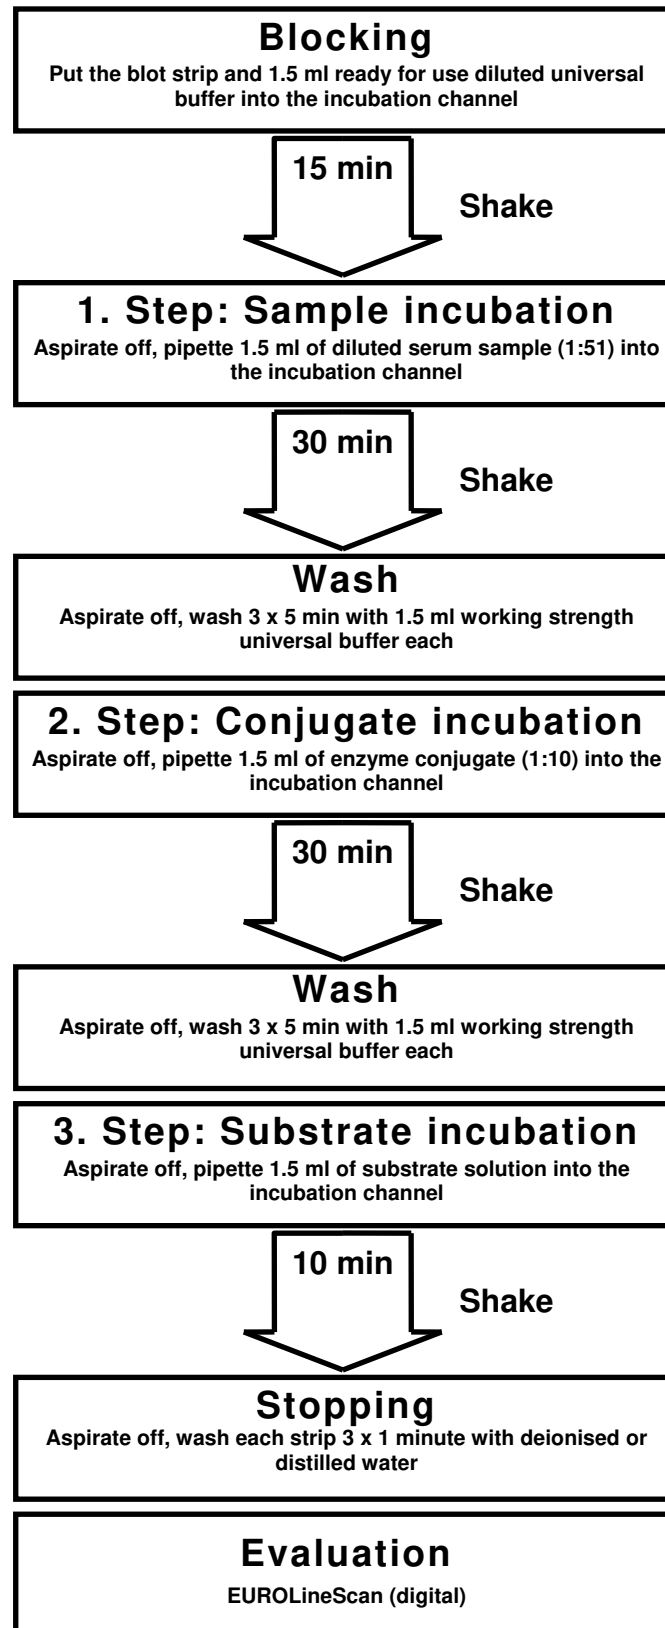 Blocking
Put the blot strip and 1.5 ml ready for use diluted universal
buffer into the incubation channel
15 min
Shake
1. Step: Sample incubation
Aspirate off, pipette 1.5 ml of diluted serum sample (1:51) into
the incubation channel
30 min
Shake
Wash
Aspirate off, wash 3 x 5 min with 1.5 ml working strength
universal buffer each
2. Step: Conjugate incubation
Aspirate off, pipette 1.5 ml of enzyme conjugate (1:10) into the
incubation channel
30 min
Shake
Wash
Aspirate off, wash 3 x 5 min with 1.5 ml working strength
universal buffer each
3. Step: Substrate incubation
Aspirate off, pipette 1.5 ml of substrate solution into the
incubation channel
10 min
Shake
Stopping
Aspirate off, wash each strip 3 x 1 minute with deionised or
distilled water
Evaluation
EUROLineScan (digital)